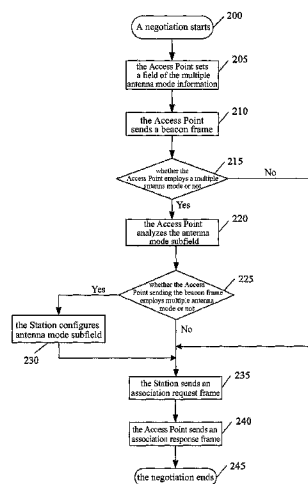 200
A negotiation starts
205
the Access Point sets
a field of the multiple
antenna mode information
210
the Access Point
sends a beacon frame
215
whether the
Access Point employs a multiple
antenna mode or not
No
Yes
220
the Access Point
analyzes the antenna
mode subfield
225
whether the Access
Point sending the beacon frame
employs multiple antenna
mode or not
Yes
No
the Station configures
antenna mode subfield
230
235
the Station sends an
association request frame
240
the Access Point sends an
association response frame
(the negotiation ends)
245